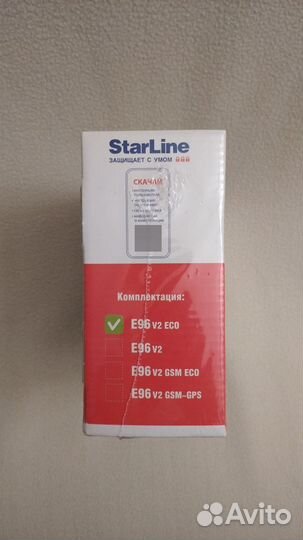 StarLine
ЗАЩИЩАЕТ С УМОМ
СКАЧАЙ
Комплектация:
E96 V2 ECO
E96 V2
E96 V2 GSM ECO
E96 V2 GSM-GPS
Avito